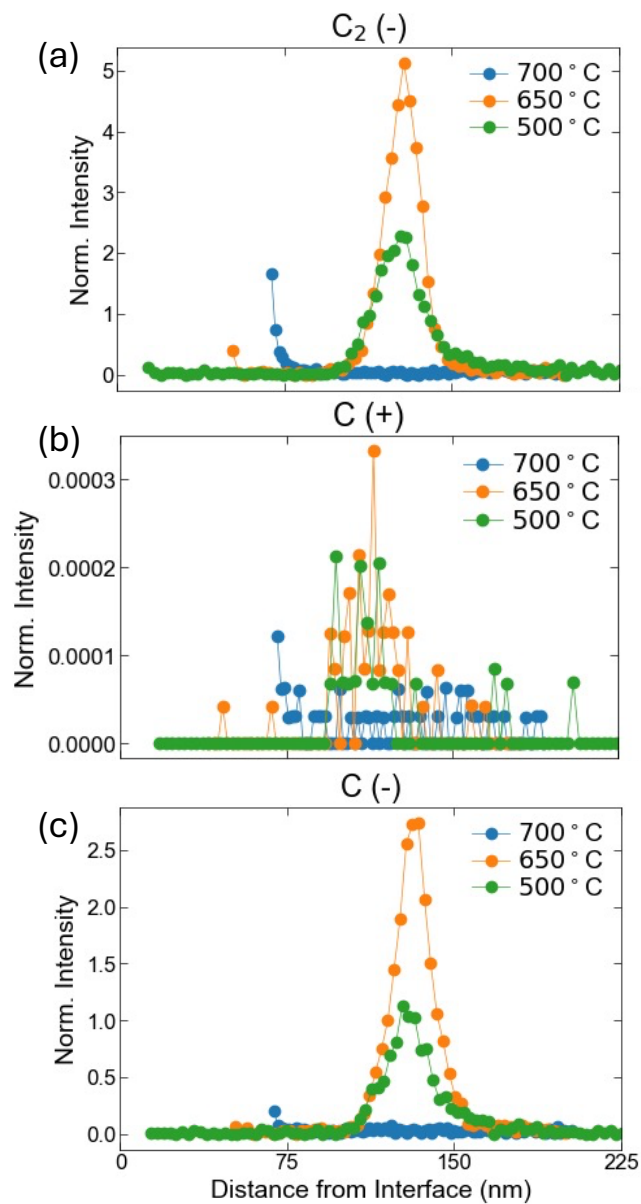 C₂ (-)
(a)
5
4
3
2
1
0
Norm. Intensity
700°C
650°C
500°C
C (+)
(b)
0.0003
0.0002
0.0001
0.0000
Norm. Intensity
700°C
650°C
500°C
C (-)
(c)
2.5
2.0
1.5
1.0
0.5
0.0
Norm. Intensity
700°C
650°C
500°C
0 75 150 225
Distance from Interface (nm)